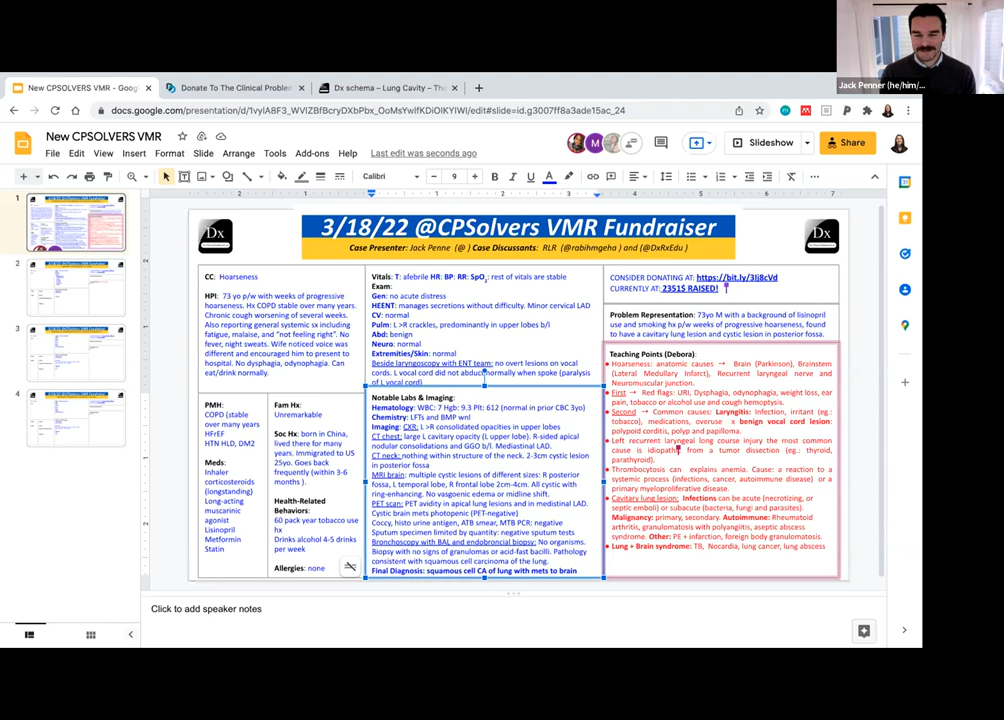 Jack Penner (he/him/...
New CPSOLVERS VMR - Goog
Donate To The Clinical Problem
Dx schema – Lung Cavity – The
docs.google.com/presentation/d/
New CPSOLVERS VMR
File Edit View Insert Format Slide Arrange Tools Add-ons Help Last edit was seconds ago
Slideshow
Share
Calibri
9
1
2
3
4
Dx
3/18/22 @CPSolvers VMR Fundraiser
Case Presenter: Jack Penne (@ ) Case Discussants: RLR (@rabihmgeha ) and (@DxRxEdu )
Dx
CC: Hoarseness
HPI: 73 yo p/w with weeks of progressive
hoarseness. Hx COPD stable over many years.
Chronic cough worsening of several weeks.
Also reporting general systemic sx including
fatigue, malaise, and "not feeling right". No
fever, night sweats. Wife noticed voice was
different and encouraged him to present to
hospital. No dysphagia, odynophagia. Can
eat/drink normally.
PMH:
COPD (stable
over many years
HFrEF
HTN HLD, DM2
Meds:
Inhaler
corticosteroids
(longstanding)
Long-acting
muscarinic
agonist
Lisinopril
Metformin
Statin
Fam Hx:
Unremarkable
Soc Hx: born in China,
lived there for many
years. Immigrated to US
25yo. Goes back
frequently (within 3-6
months ).
Health-Related
Behaviors:
60 pack year tobacco use
hx
Drinks alcohol 4-5 drinks
per week
Allergies: none
Vitals: T: afebrile HR: BP: RR: SpO2: rest of vitals are stable
Exam:
Gen: no acute distress
HEENT: manages secretions without difficulty. Minor cervical LAD
CV: normal
Pulm: L >R crackles, predominantly in upper lobes b/l
Abd: benign
Neuro: normal
Extremities/Skin: normal
Beside laryngoscopy with ENT team: no overt lesions on vocal
cords. L vocal cord did not abduct normally when spoke (paralysis
of L vocal cord)
Notable Labs & Imaging:
Hematology: WBC: 7 Hgb: 9.3 Plt: 612 (normal in prior CBC 3yo)
Chemistry: LFTs and BMP wnl
Imaging: CXR: L >R consolidated opacities in upper lobes
CT chest: large L cavitary opacity (L upper lobe). R-sided apical
nodular consolidations and GGO b/l. Mediastinal LAD.
CT neck: nothing within structure of the neck. 2-3cm cystic lesion
in posterior fossa
MRI brain: multiple cystic lesions of different sizes: R posterior
fossa, L temporal lobe, R frontal lobe 2cm-4cm. All cystic with
ring-enhancing. No vasogenic edema or midline shift.
PET scan: PET avidity in apical lung lesions and in mediastinal LAD.
Cystic brain mets photopenic (PET-negative)
Coccy, histo urine antigen, ATB smear, MTB PCR: negative
Sputum specimen limited by quantity: negative sputum tests
Bronchoscopy with BAL and endobroncial biopsy: No organisms.
Biopsy with no signs of granulomas or acid-fast bacilli. Pathology
consistent with squamous cell carcinoma of the lung.
Final Diagnosis: squamous cell CA of lung with mets to brain
CONSIDER DONATING AT: https://bit.ly/3Ij8cVd
CURRENTLY AT: 2351$ RAISED!
Problem Representation: 73yo M with a background of lisinopril
use and smoking hx p/w weeks of progressive hoarseness, found
to have a cavitary lung lesion and cystic lesion in posterior fossa.
Teaching Points (Debora):
Hoarseness: anatomic causes → Brain (Parkinson), Brainstem
(Lateral Medullary Infarct), Recurrent laryngeal nerve and
Neuromuscular junction.
First → Red flags: URI, Dysphagia, odynophagia, weight loss, ear
pain, tobacco or alcohol use and cough hemoptysis.
Second → Common causes: Laryngitis: Infection, irritant (eg.:
tobacco), medications, overuse x benign vocal cord lesion:
polypoid corditis, polyp and papilloma.
Left recurrent laryngeal long course injury the most common
cause is idiopathic from a tumor dissection (eg.: thyroid,
parathyroid).
Thrombocytosis can explains anemia. Cause: a reaction to a
systemic process (infections, cancer, autoimmune disease) or a
primary myeloproliferative disease.
Cavitary lung lesion: Infections can be acute (necrotizing, or
septic emboli) or subacute (bacteria, fungi and parasites).
Malignancy: primary, secondary. Autoimmune: Rheumatoid
arthritis, granulomatosis with polyangitis, aseptic abscess
syndrome. Other: PE + infarction, foreign body granulomatosis.
Lung + Brain syndrome: TB, Nocardia, lung cancer, lung abscess
Click to add speaker notes